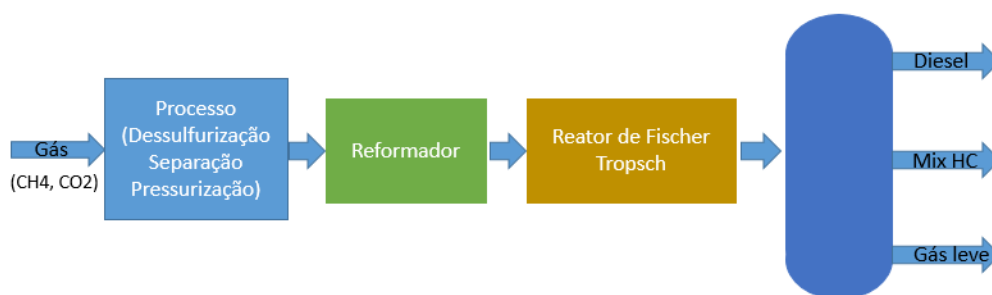 Gás
(CH4, CO2)
Processo
(Dessulfurização
Separação
Pressurização)
Reformador
Reator de Fischer
Tropsch
Diesel
Mix HC
Gás leve